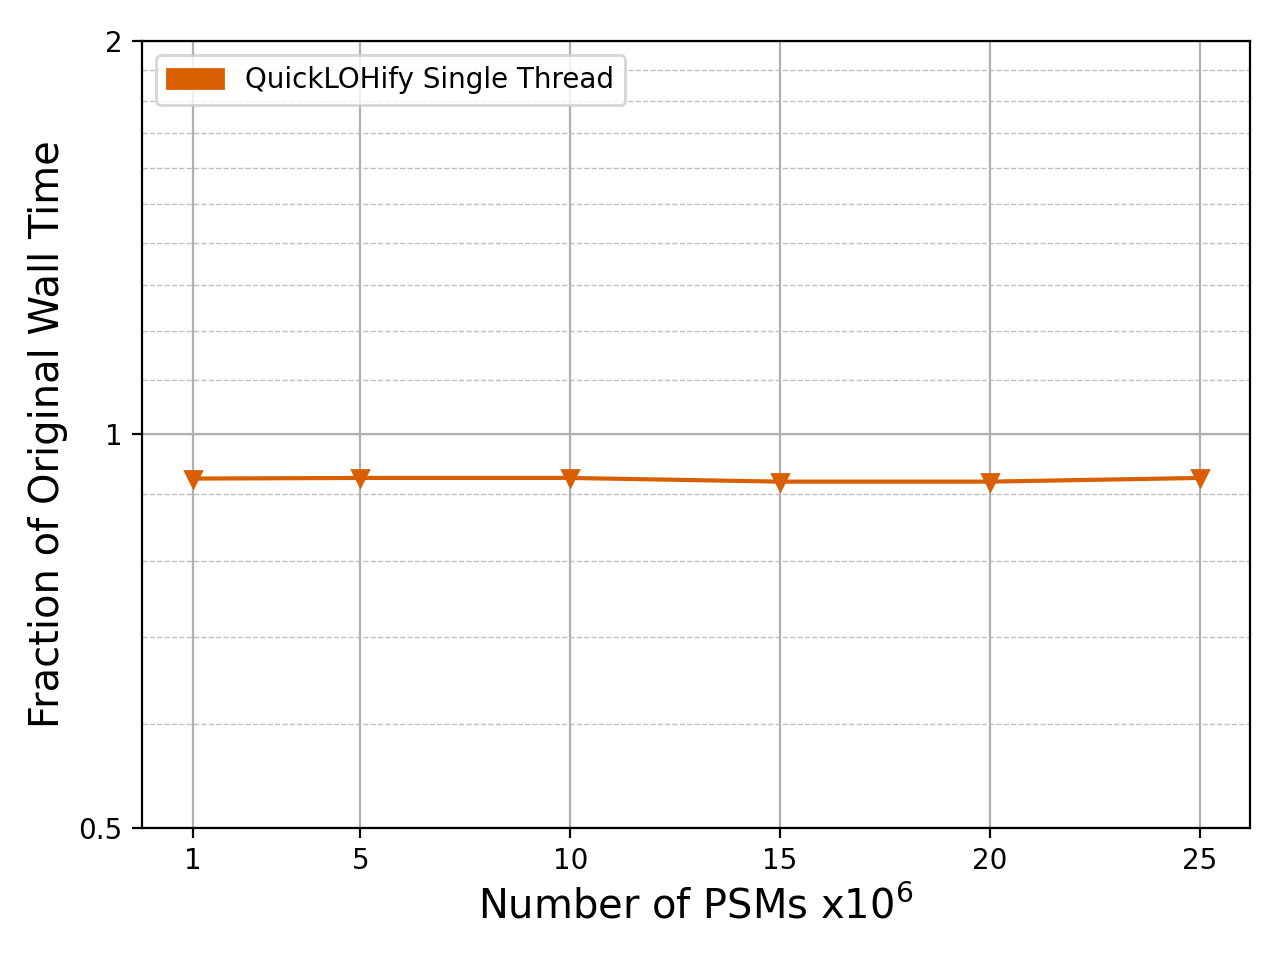 2
QuickLOHify Single Thread
Fraction of Original Wall Time
1
0.5
1 5 10 15 20 25
Number of PSMs x10⁶